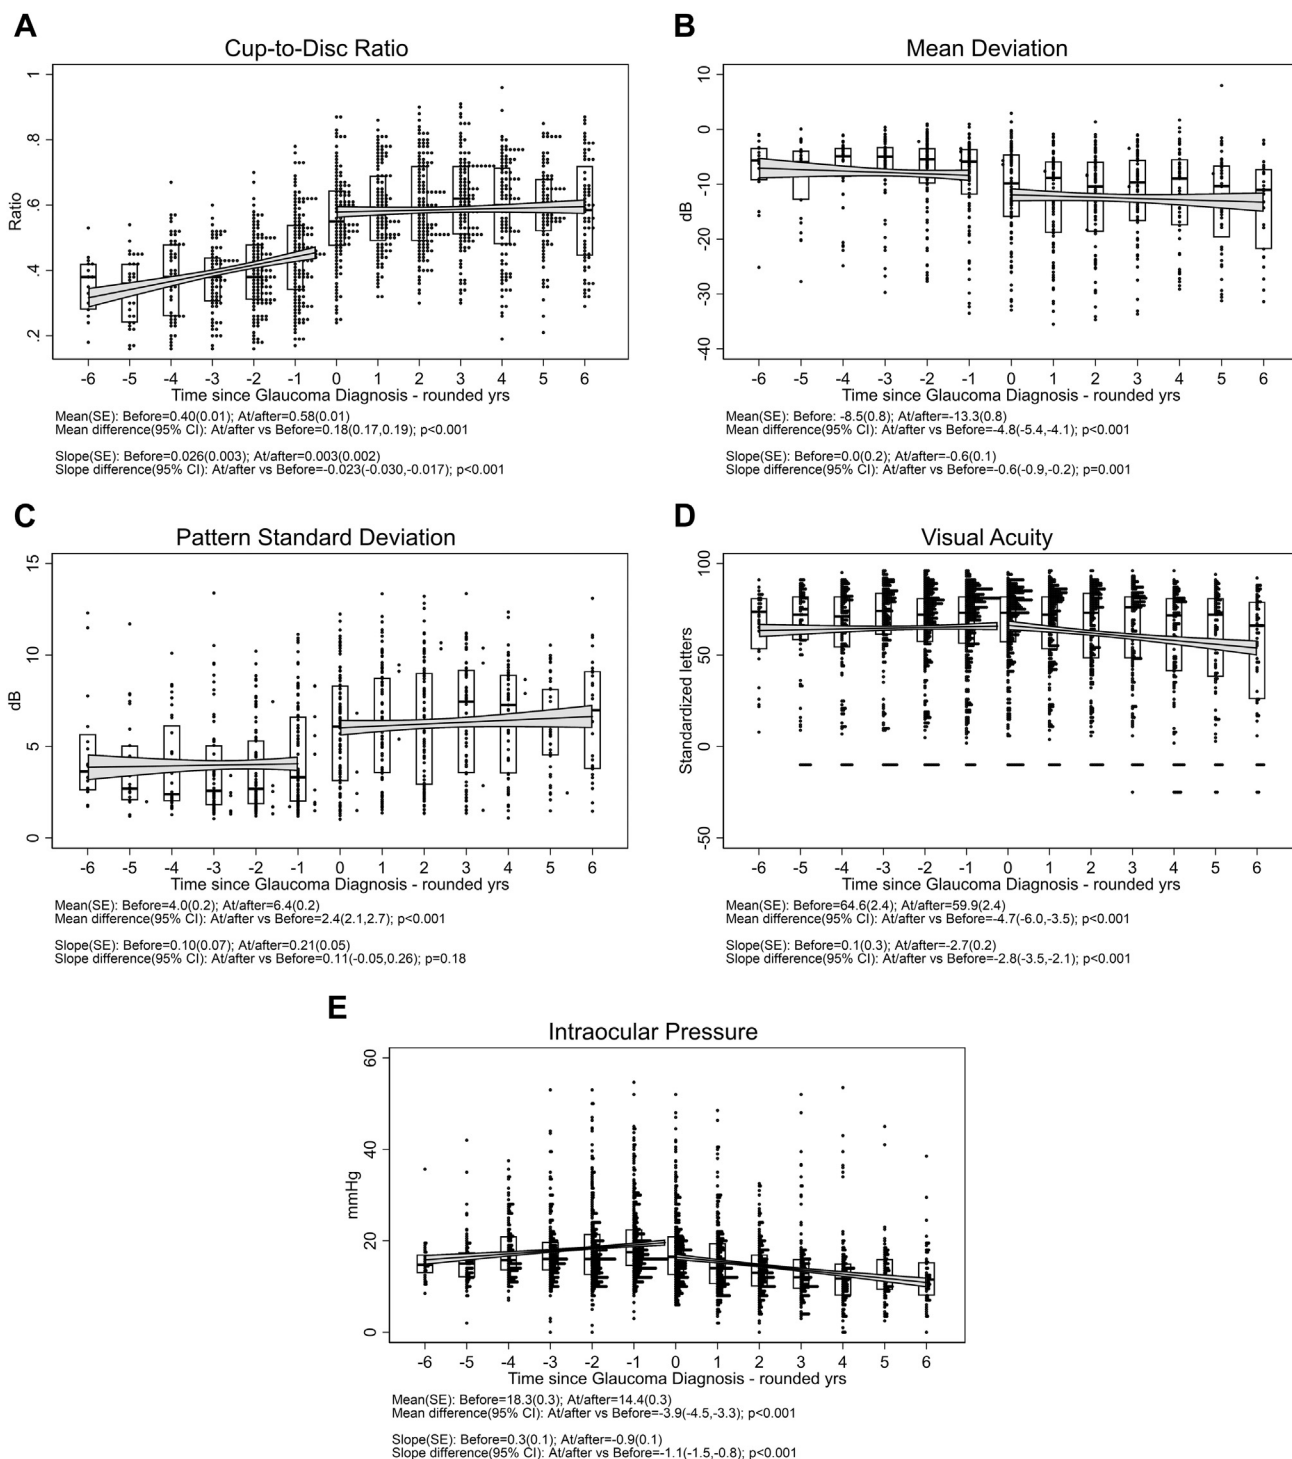 A
Cup-to-Disc Ratio
Ratio
1
.8
.6
.4
.2
-6 -5 -4 -3 -2 -1 0 1 2 3 4 5 6
Time since Glaucoma Diagnosis - rounded yrs
Mean(SE): Before=0.40(0.01); At/after=0.58(0.01)
Mean difference(95% CI): At/after vs Before=0.18(0.17,0.19); p<0.001
Slope(SE): Before=0.026(0.003); At/after=0.003(0.002)
Slope difference(95% CI): At/after vs Before=-0.023(-0.030,-0.017); p<0.001
B
Mean Deviation
dB
10
0
-10
-20
-30
-40
-6 -5 -4 -3 -2 -1 0 1 2 3 4 5 6
Time since Glaucoma Diagnosis - rounded yrs
Mean(SE): Before: -8.5(0.8); At/after=-13.3(0.8)
Mean difference(95% CI): At/after vs Before=-4.8(-5.4,-4.1); p<0.001
Slope(SE): Before=0.0(0.2); At/after=-0.6(0.1)
Slope difference(95% CI): At/after vs Before=-0.6(-0.9,-0.2); p=0.001
C
Pattern Standard Deviation
dB
15
10
5
0
-6 -5 -4 -3 -2 -1 0 1 2 3 4 5 6
Time since Glaucoma Diagnosis - rounded yrs
Mean(SE): Before=4.0(0.2); At/after=6.4(0.2)
Mean difference(95% CI): At/after vs Before=2.4(2.1,2.7); p<0.001
Slope(SE): Before=0.10(0.07); At/after=0.21(0.05)
Slope difference(95% CI): At/after vs Before=0.11(-0.05,0.26); p=0.18
D
Visual Acuity
Standardized letters
100
50
0
-50
-6 -5 -4 -3 -2 -1 0 1 2 3 4 5 6
Time since Glaucoma Diagnosis - rounded yrs
Mean(SE): Before=64.6(2.4); At/after=59.9(2.4)
Mean difference(95% CI): At/after vs Before=-4.7(-6.0,-3.5); p<0.001
Slope(SE): Before=0.1(0.3); At/after=-2.7(0.2)
Slope difference(95% CI): At/after vs Before=-2.8(-3.5,-2.1); p<0.001
E
Intraocular Pressure
mmHg
60
40
20
0
-6 -5 -4 -3 -2 -1 0 1 2 3 4 5 6
Time since Glaucoma Diagnosis - rounded yrs
Mean(SE): Before=18.3(0.3); At/after=14.4(0.3)
Mean difference(95% CI): At/after vs Before=-3.9(-4.5,-3.3); p<0.001
Slope(SE): Before=0.3(0.1); At/after=-0.9(0.1)
Slope difference(95% CI): At/after vs Before=-1.1(-1.5,-0.8); p<0.001